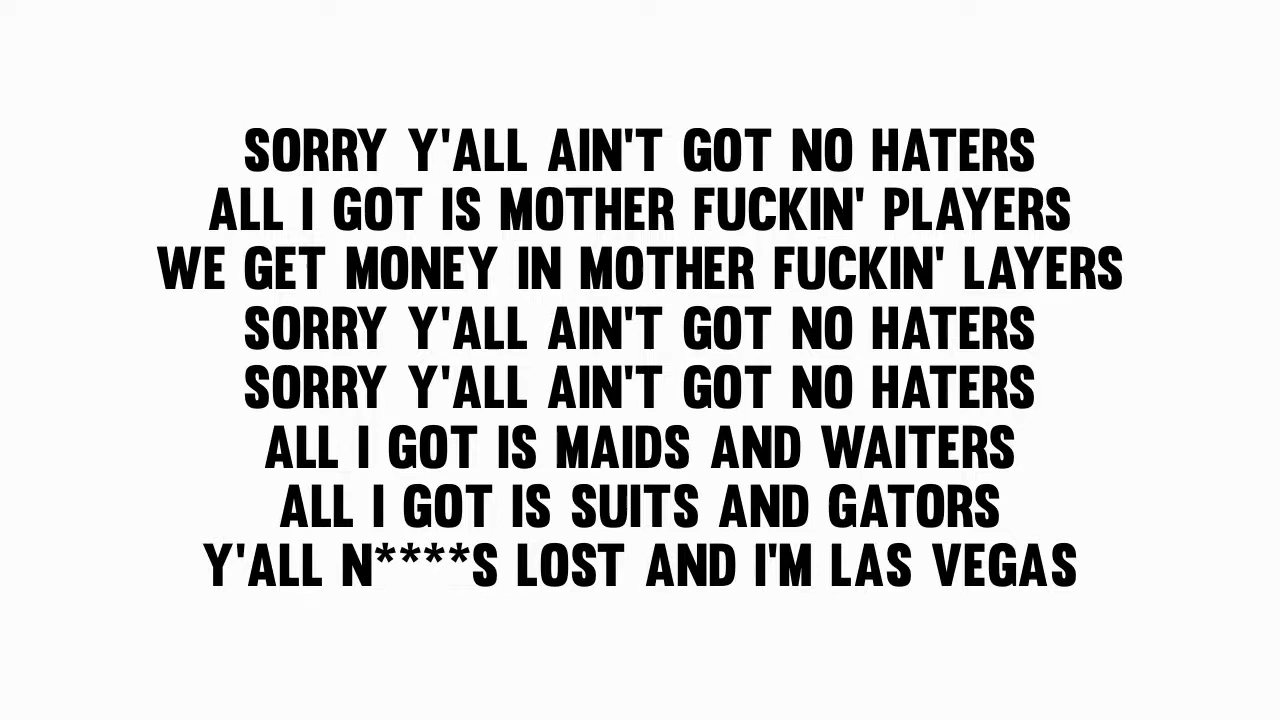 SORRY Y'ALL AIN'T GOT NO HATERS
ALL I GOT IS MOTHER FUCKIN' PLAYERS
WE GET MONEY IN MOTHER FUCKIN' LAYERS
SORRY Y'ALL AIN'T GOT NO HATERS
SORRY Y'ALL AIN'T GOT NO HATERS
ALL I GOT IS MAIDS AND WAITERS
ALL I GOT IS SUITS AND GATORS
Y'ALL N****S LOST AND I'M LAS VEGAS